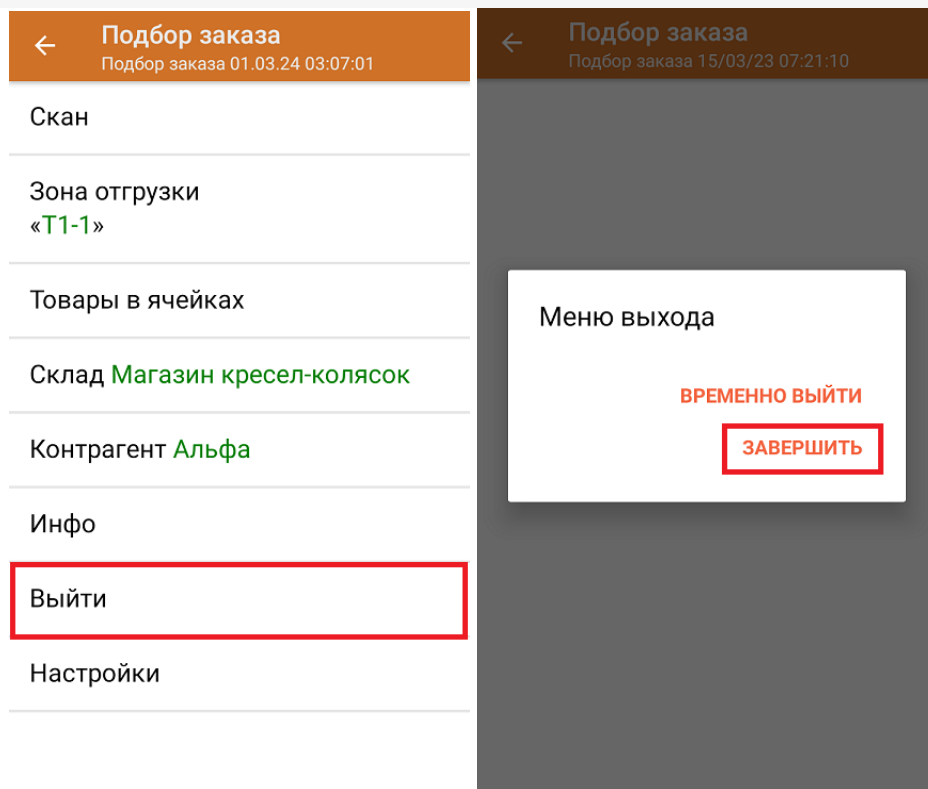 Подбор заказа
Подбор заказа 01.03.24 03:07:01
Скан
Зона отгрузки
«Т1-1»
Товары в ячейках
Склад Магазин кресел-колясок
Контрагент Альфа
Инфо
Выйти
Настройки
Подбор заказа
Подбор заказа 15/03/23 07:21:10
Меню выхода
ВРЕМЕННО ВЫЙТИ
ЗАВЕРШИТЬ